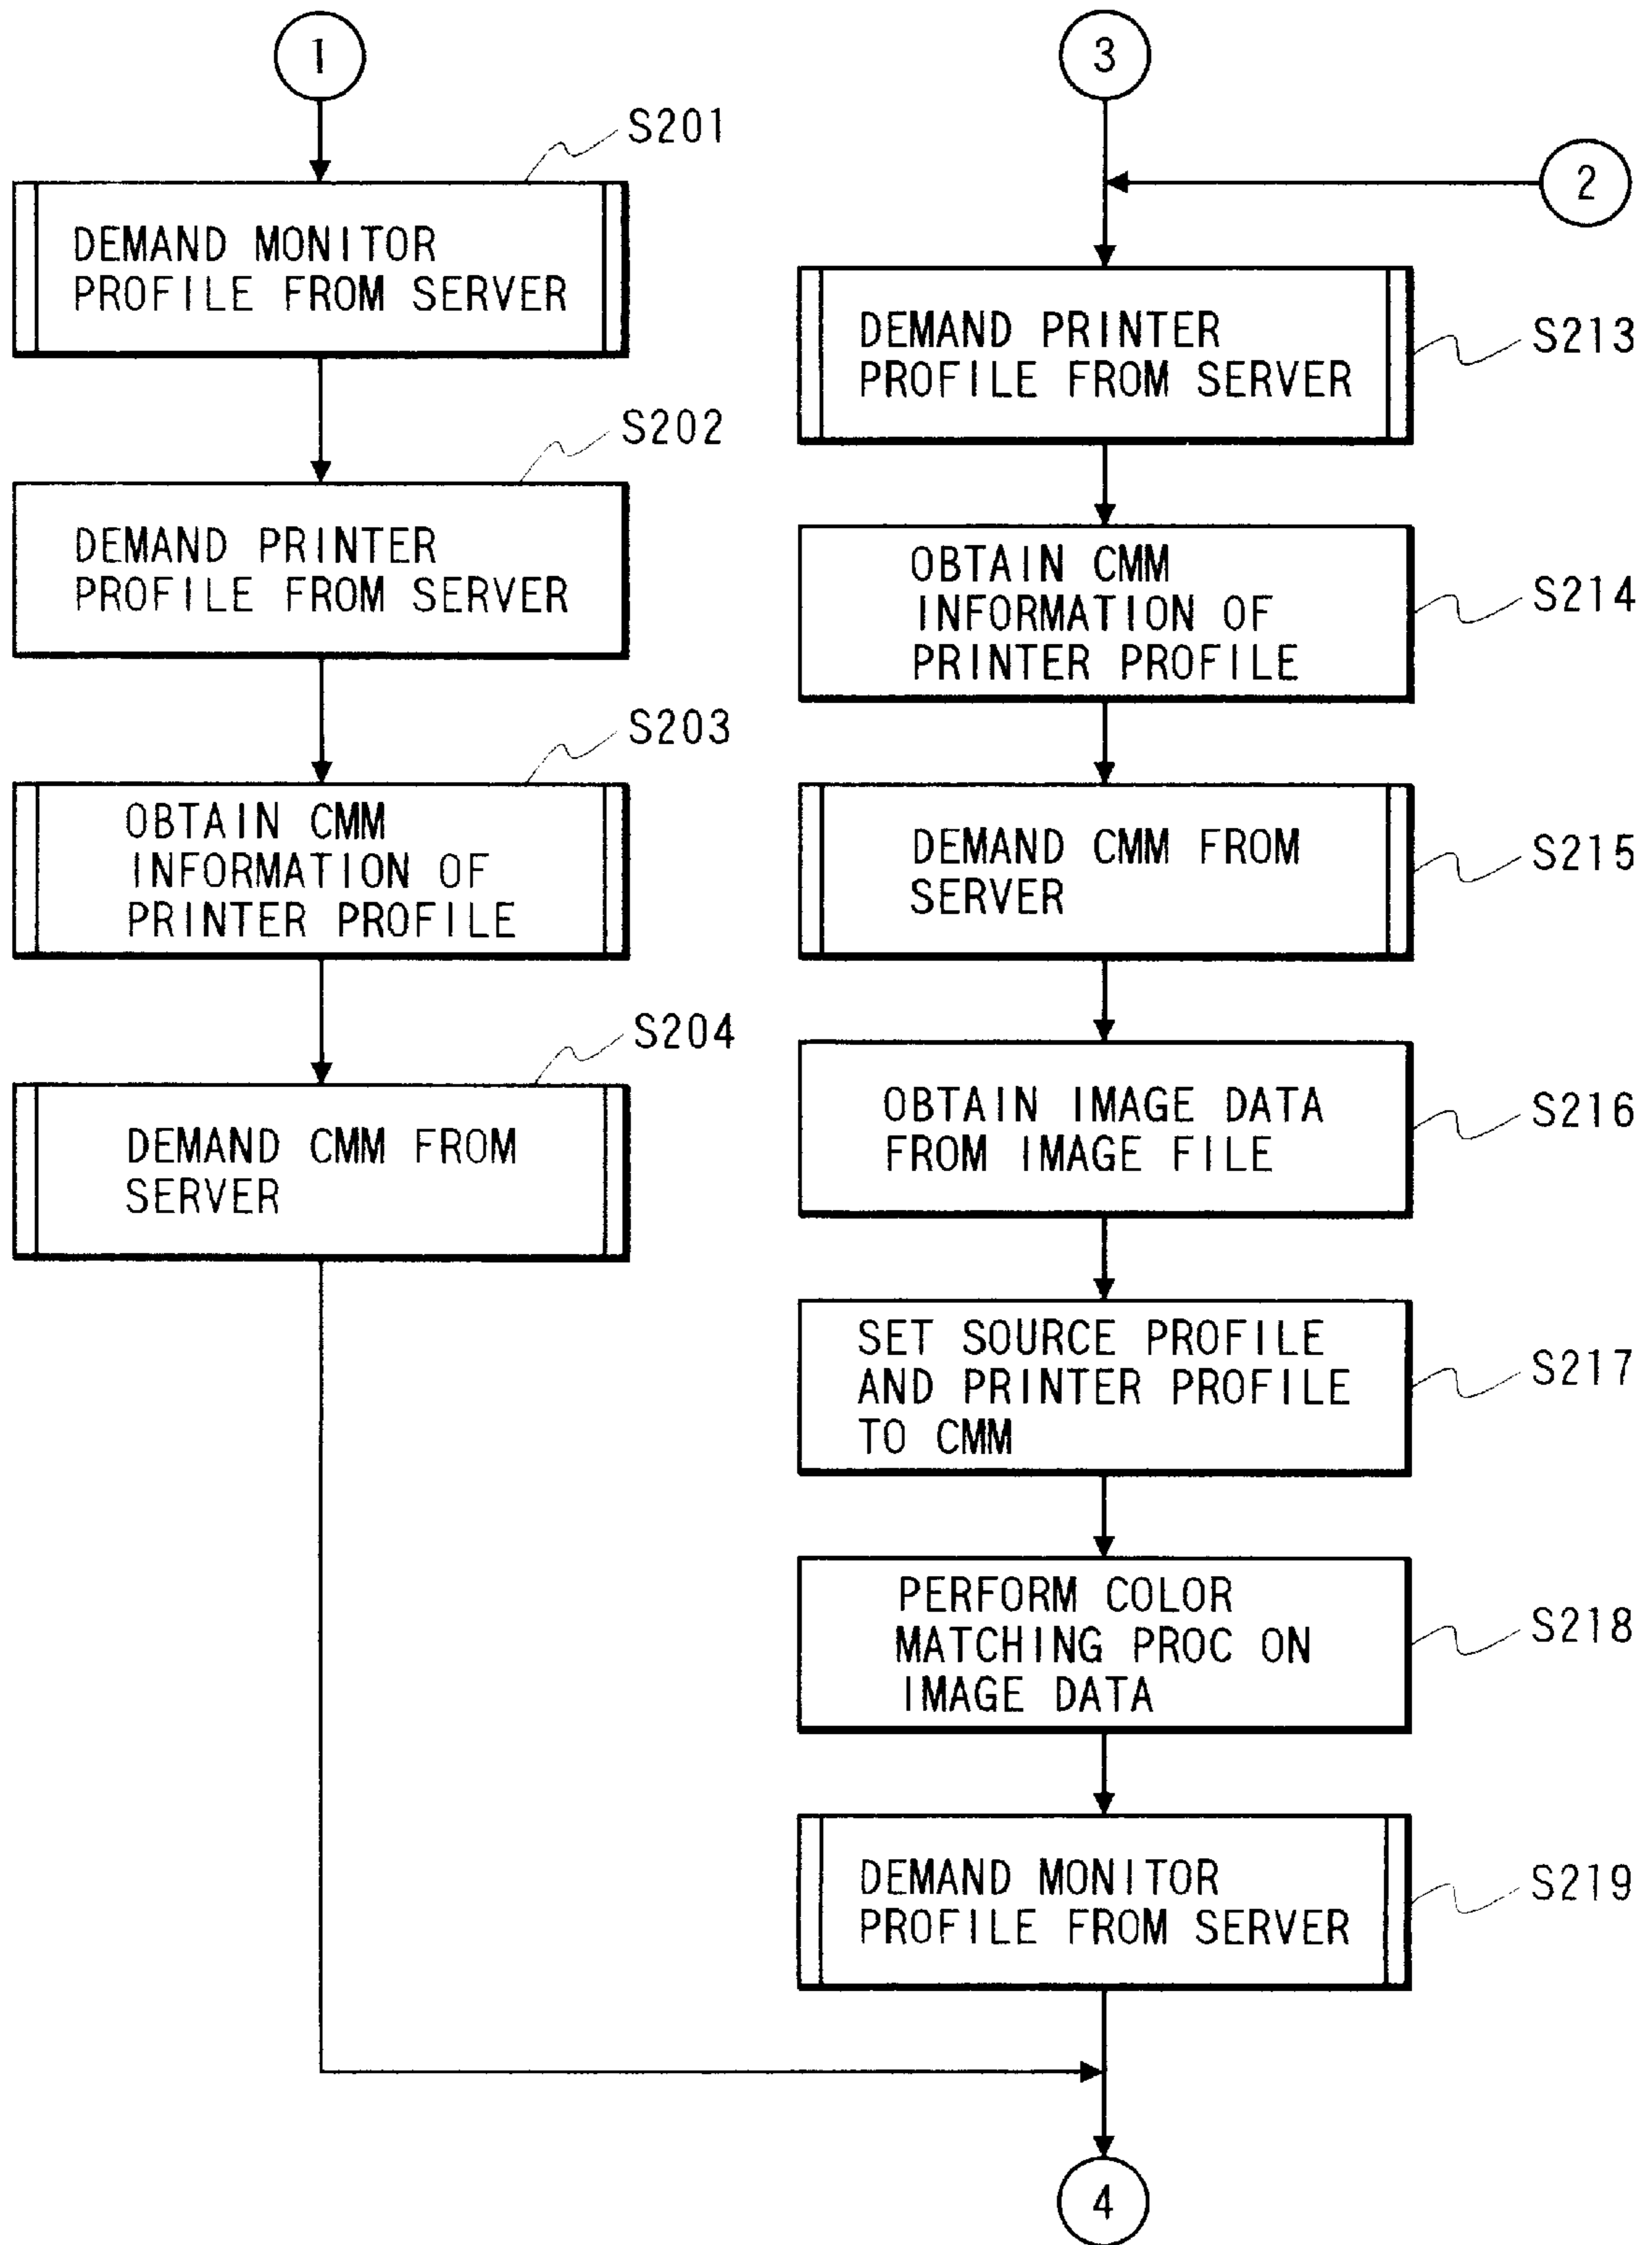 1
S201
DEMAND MONITOR
PROFILE FROM SERVER
S202
DEMAND PRINTER
PROFILE FROM SERVER
S203
OBTAIN CMM
INFORMATION OF
PRINTER PROFILE
S204
DEMAND CMM FROM
SERVER
3
2
DEMAND PRINTER
PROFILE FROM SERVER
S213
OBTAIN CMM
INFORMATION OF
PRINTER PROFILE
S214
DEMAND CMM FROM
SERVER
S215
OBTAIN IMAGE DATA
FROM IMAGE FILE
S216
SET SOURCE PROFILE
AND PRINTER PROFILE
TO CMM
S217
PERFORM COLOR
MATCHING PROC ON
IMAGE DATA
S218
DEMAND MONITOR
PROFILE FROM SERVER
S219
4